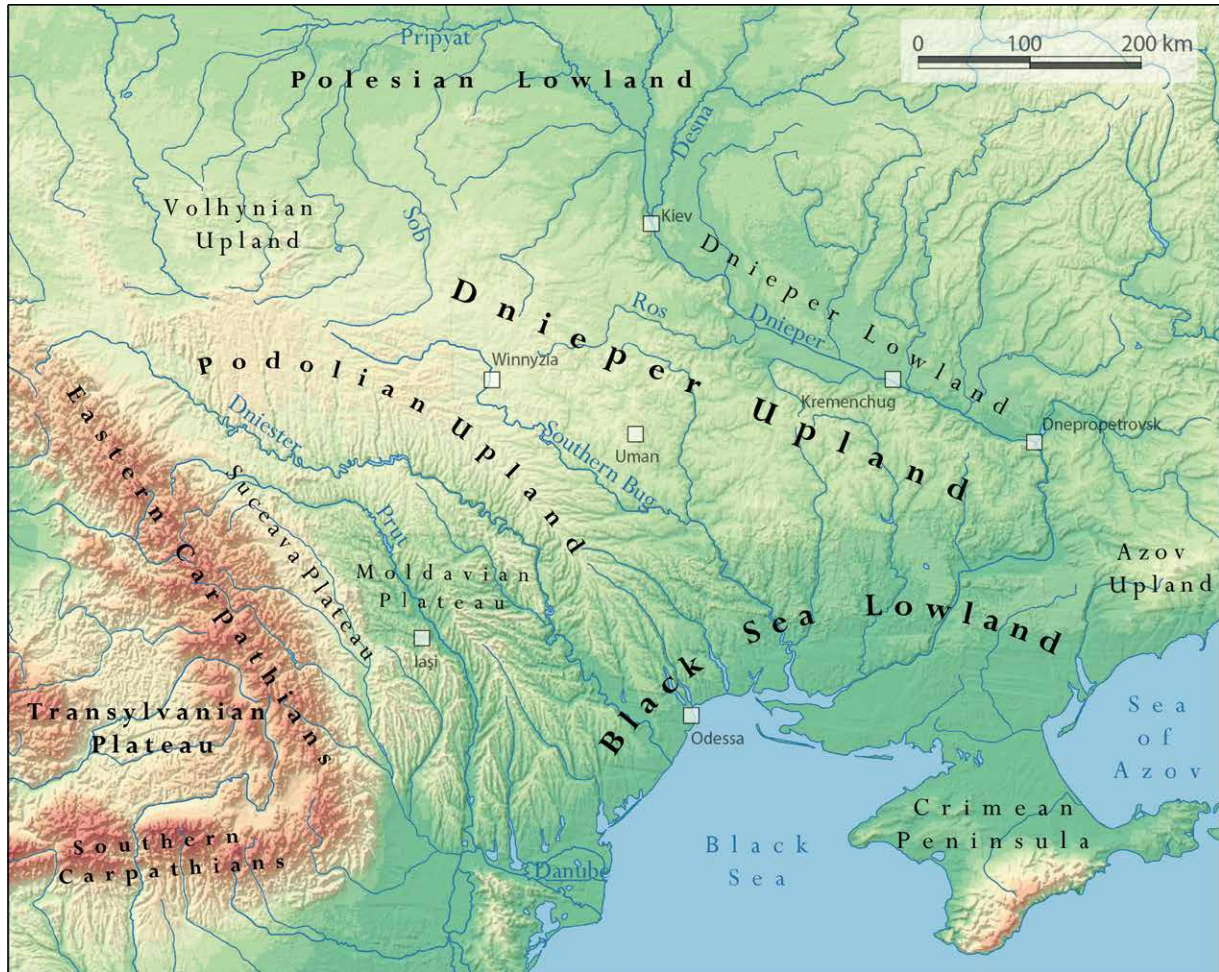 0 100 200 km
Pripyat
Polesian Lowland
Desna
Volhynian
Upland
Sob
Kiev
Dnieper Lowland
Dnieper Upland
Ros
Dnieper
Podolian Upland
Winnyzia
Kremenchug
Dnepropetrovsk
Eastern Carpathians
Dniester
Southern Bug
Uman
Succeava Plateau
Prut
Moldavian
Plateau
Azov
Upland
Black Sea Lowland
Iaşi
Transylvanian
Plateau
Odessa
Sea
of
Azov
Crimean
Peninsula
Southern
Carpathians
Black
Sea
Danube